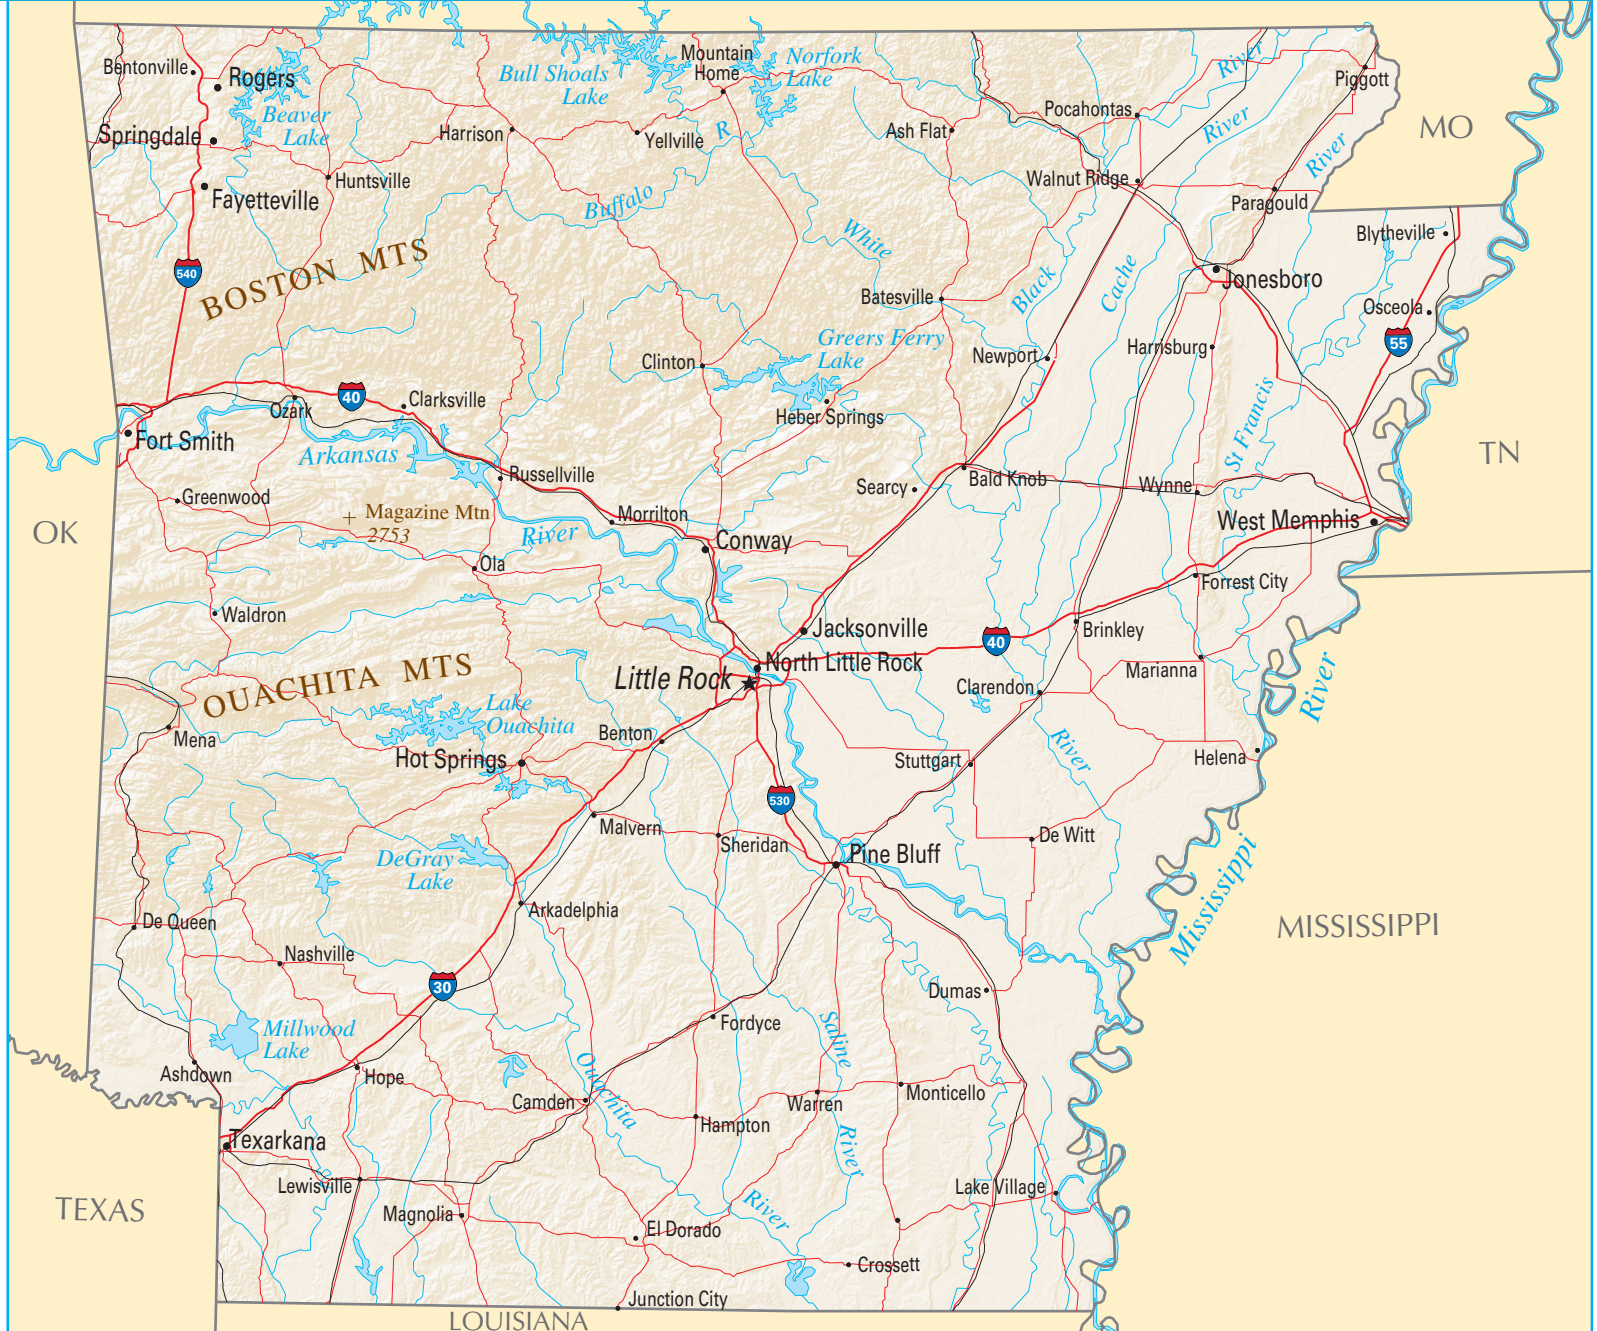 Bentonville
Rogers
Beaver
Lake
Springdale
Bull Shoals
Lake
Mountain
Home
Norfork
Lake
River
Piggott
Pocahontas
River
MO
Harrison
Yellville
R
Ash Flat
River
Huntsville
Fayetteville
Buffalo
Walnut Ridge
Paragould
White
Blytheville
540
BOSTON MTS
Batesville
Black
Cache
Jonesboro
Osceola
55
Greers Ferry
Lake
Clinton
Newport
Harrisburg
40
Clarksville
Ozark
Heber Springs
St Francis
Fort Smith
Arkansas
TN
Russellville
Searcy
Bald Knob
Wynne
Greenwood
Magazine Mtn
2753
Morrilton
River
Conway
West Memphis
OK
Ola
Forrest City
Waldron
Jacksonville
40
Brinkley
North Little Rock
Little Rock
Marianna
OUACHITA MTS
Clarendon
River
Lake
Ouachita
Mena
Benton
River
Hot Springs
Stuttgart
Helena
530
Malvern
Sheridan
De Witt
DeGray
Lake
Pine Bluff
Mississippi
Arkadelphia
De Queen
MISSISSIPPI
Nashville
30
Dumas
Millwood
Lake
Fordyce
Saline
Ashdown
Hope
Ouachita
Camden
Warren
Monticello
Hampton
River
Texarkana
Lewisville
Lake Village
TEXAS
Magnolia
River
El Dorado
Crossett
Junction City
LOUISIANA